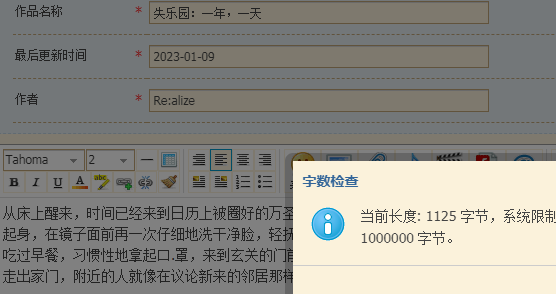 作品名称 * 失乐园：一年，一天
最后更新时间 * 2023-01-09
作者 * Re:alize
Tahoma 2
B I U A
字数检查
当前长度: 1125 字节，系统限制
1000000 字节。
从床上醒来，时间已经来到日历上被圈好的万圣
起身，在镜子面前再一次仔细地洗干净脸，轻抚
吃过早餐，习惯性地拿起口.罩，来到玄关的门前
走出家门，附近的人就像在议论新来的邻居那样